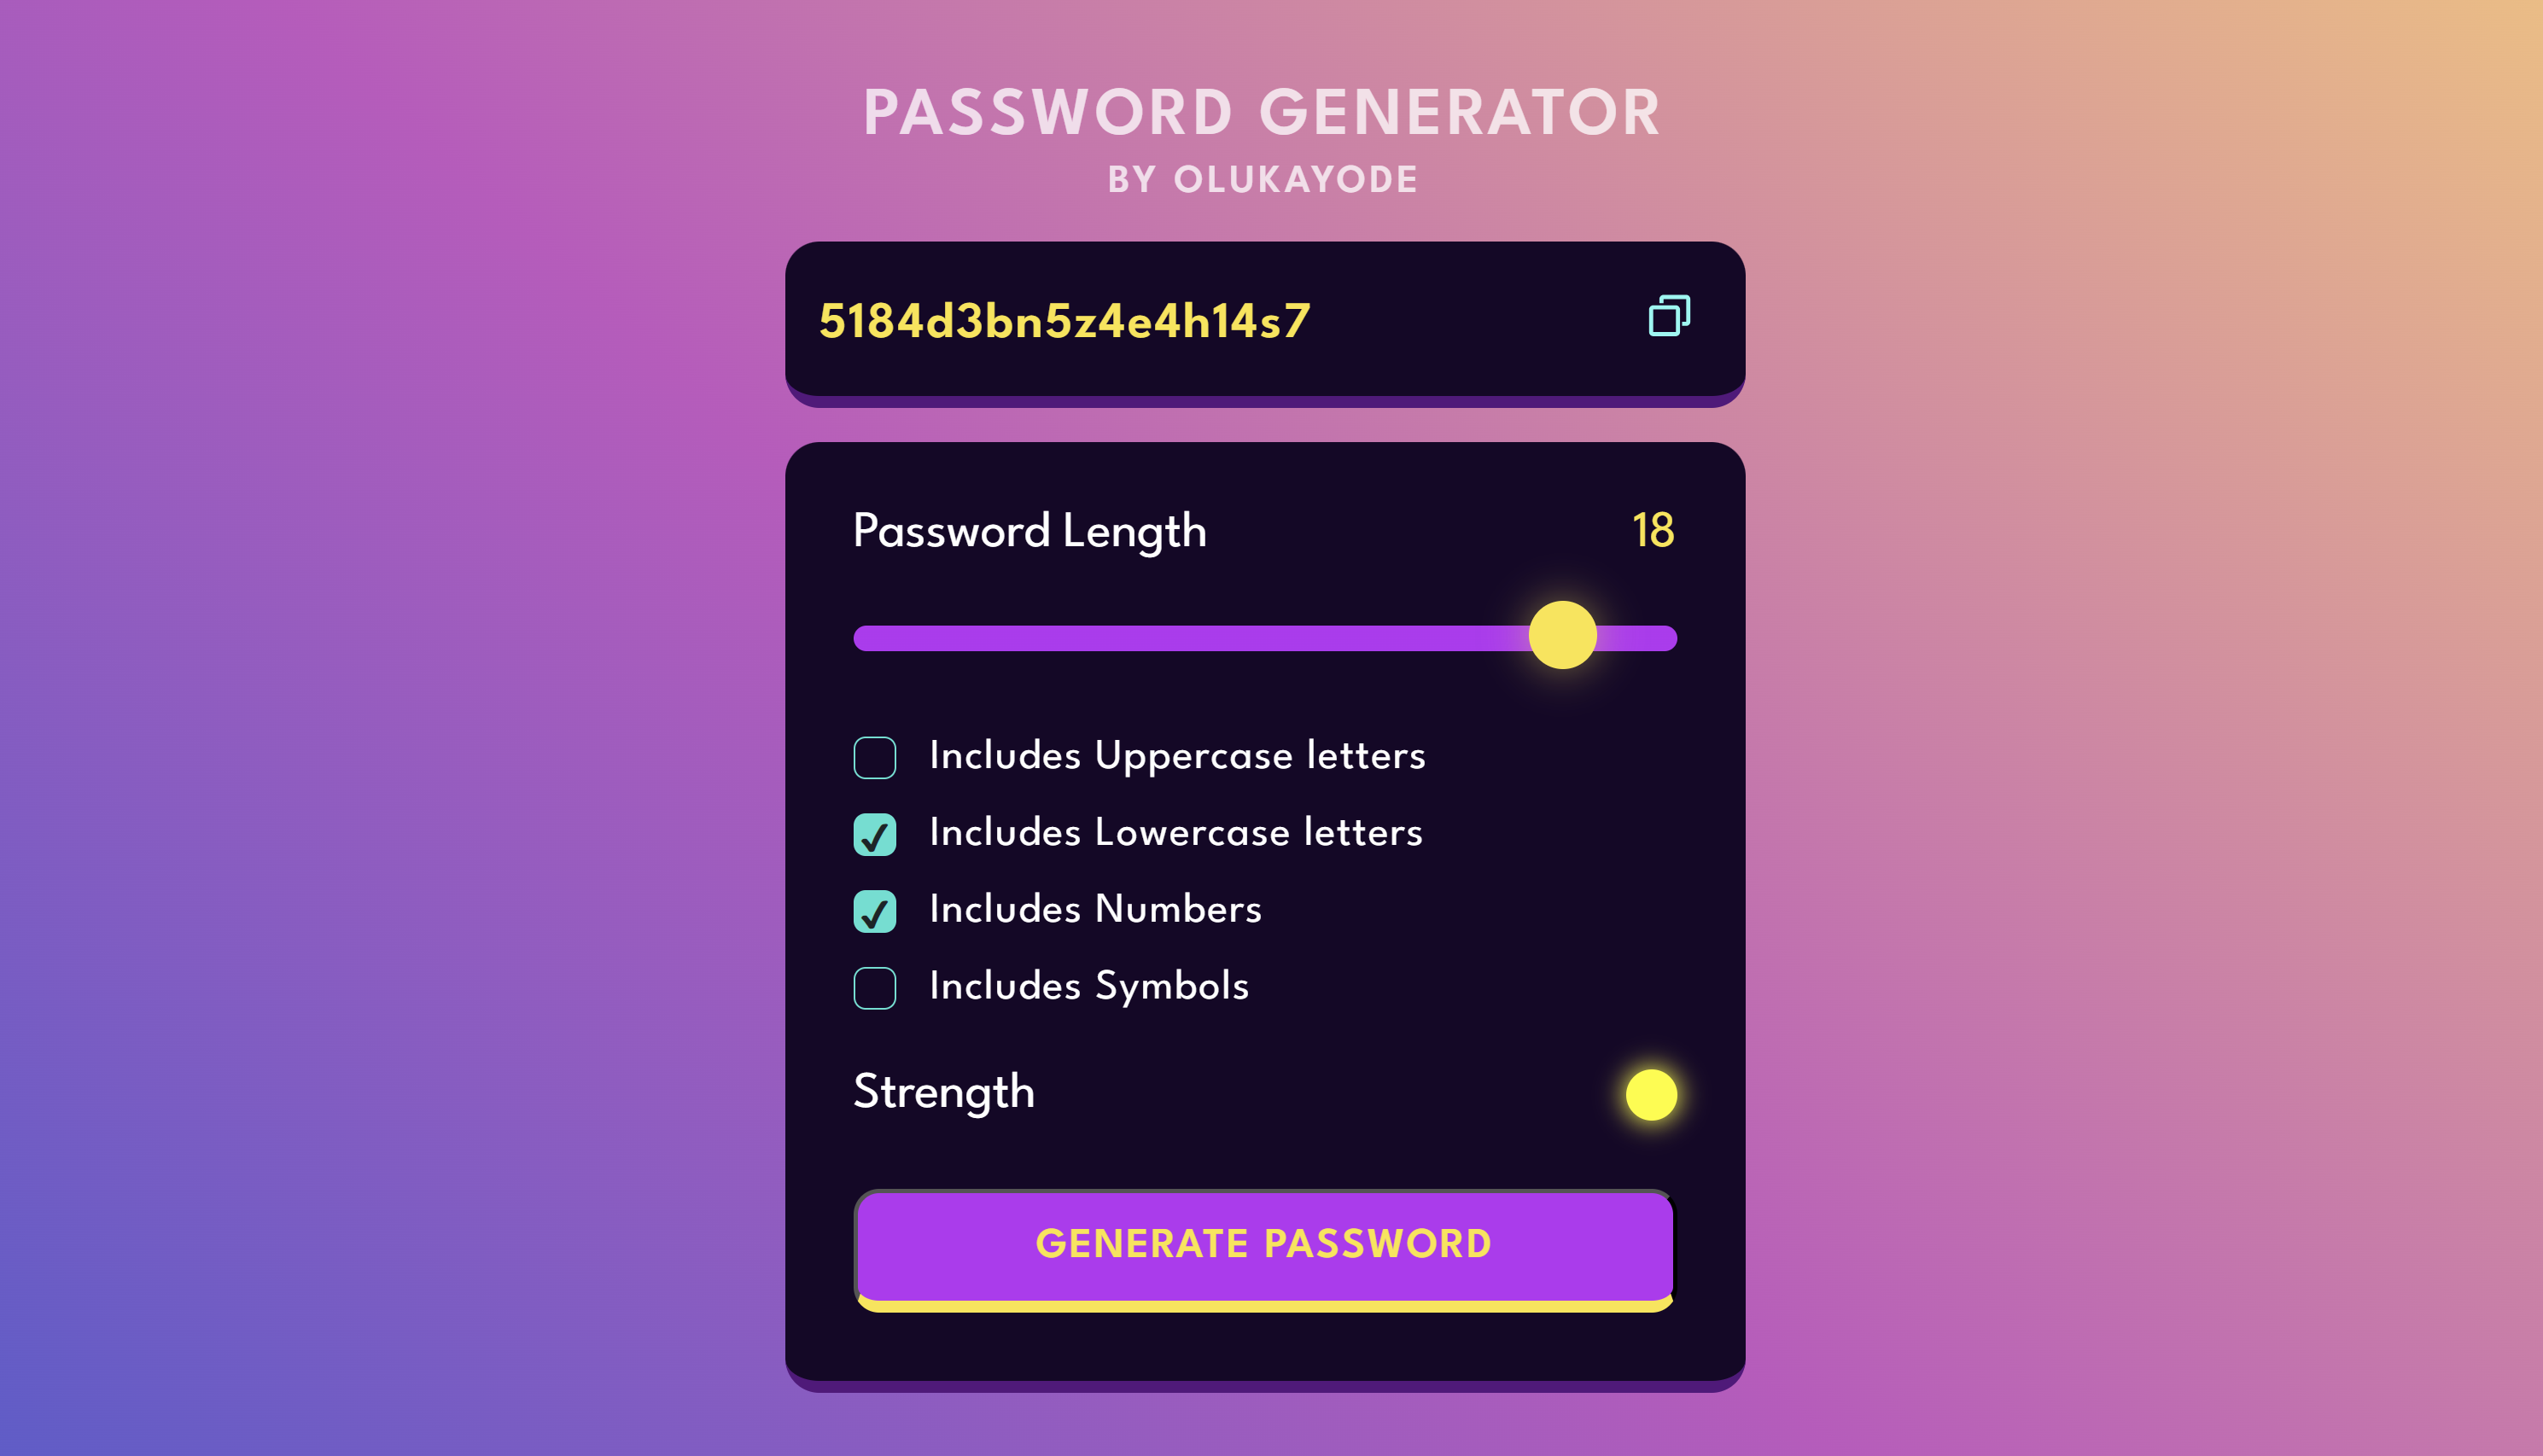 PASSWORD GENERATOR
BY OLUKAYODE
5184d3bn5z4e4h14s7
Password Length 18
Includes Uppercase letters
Includes Lowercase letters
Includes Numbers
Includes Symbols
Strength
GENERATE PASSWORD